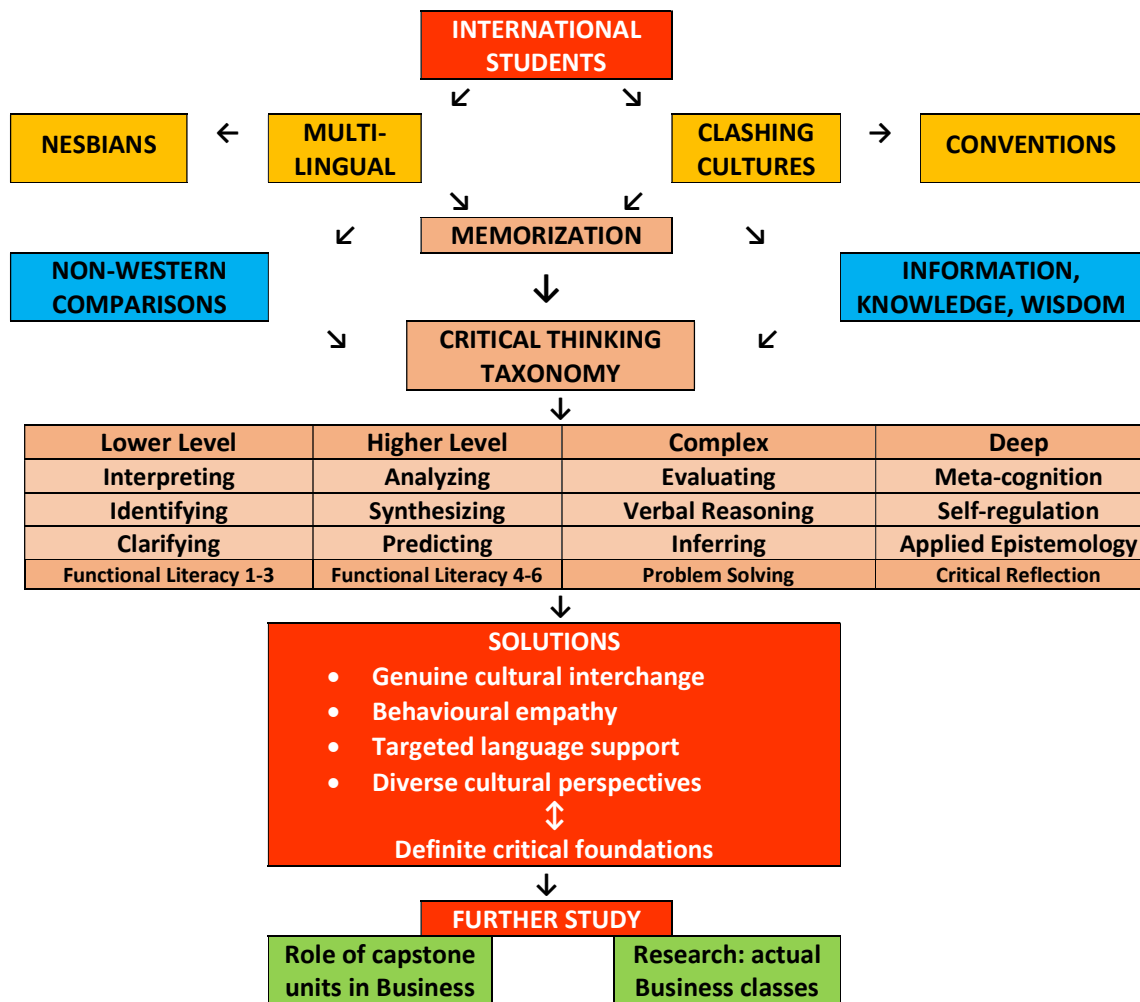 INTERNATIONAL
STUDENTS
↙ ↘
NESBIANS ← MULTI-
LINGUAL CLASHING
CULTURES → CONVENTIONS
↘ ↙
MEMORIZATION
↙ ↘
NON-WESTERN
COMPARISONS
↓
INFORMATION,
KNOWLEDGE, WISDOM
↘ ↙
CRITICAL THINKING
TAXONOMY
↓
Lower Level Higher Level Complex Deep
Interpreting Analyzing Evaluating Meta-cognition
Identifying Synthesizing Verbal Reasoning Self-regulation
Clarifying Predicting Inferring Applied Epistemology
Functional Literacy 1-3 Functional Literacy 4-6 Problem Solving Critical Reflection
↓
SOLUTIONS
• Genuine cultural interchange
• Behavioural empathy
• Targeted language support
• Diverse cultural perspectives
↕
Definite critical foundations
↓
FURTHER STUDY
Role of capstone
units in Business
Research: actual
Business classes